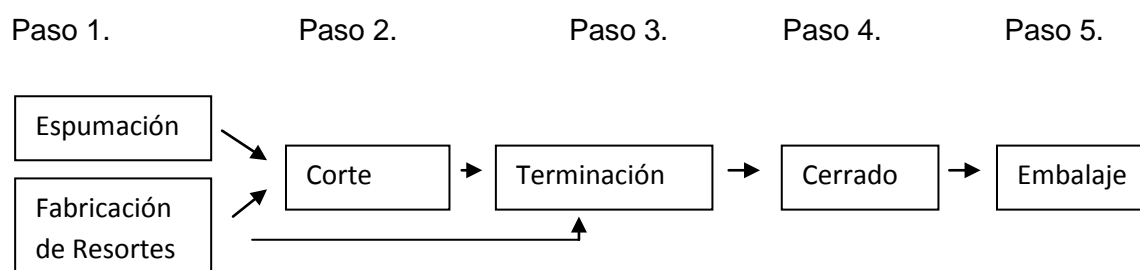 Paso 1. Paso 2. Paso 3. Paso 4. Paso 5.
Espumación
Fabricación
de Resortes
Corte
Terminación
Cerrado
Embalaje